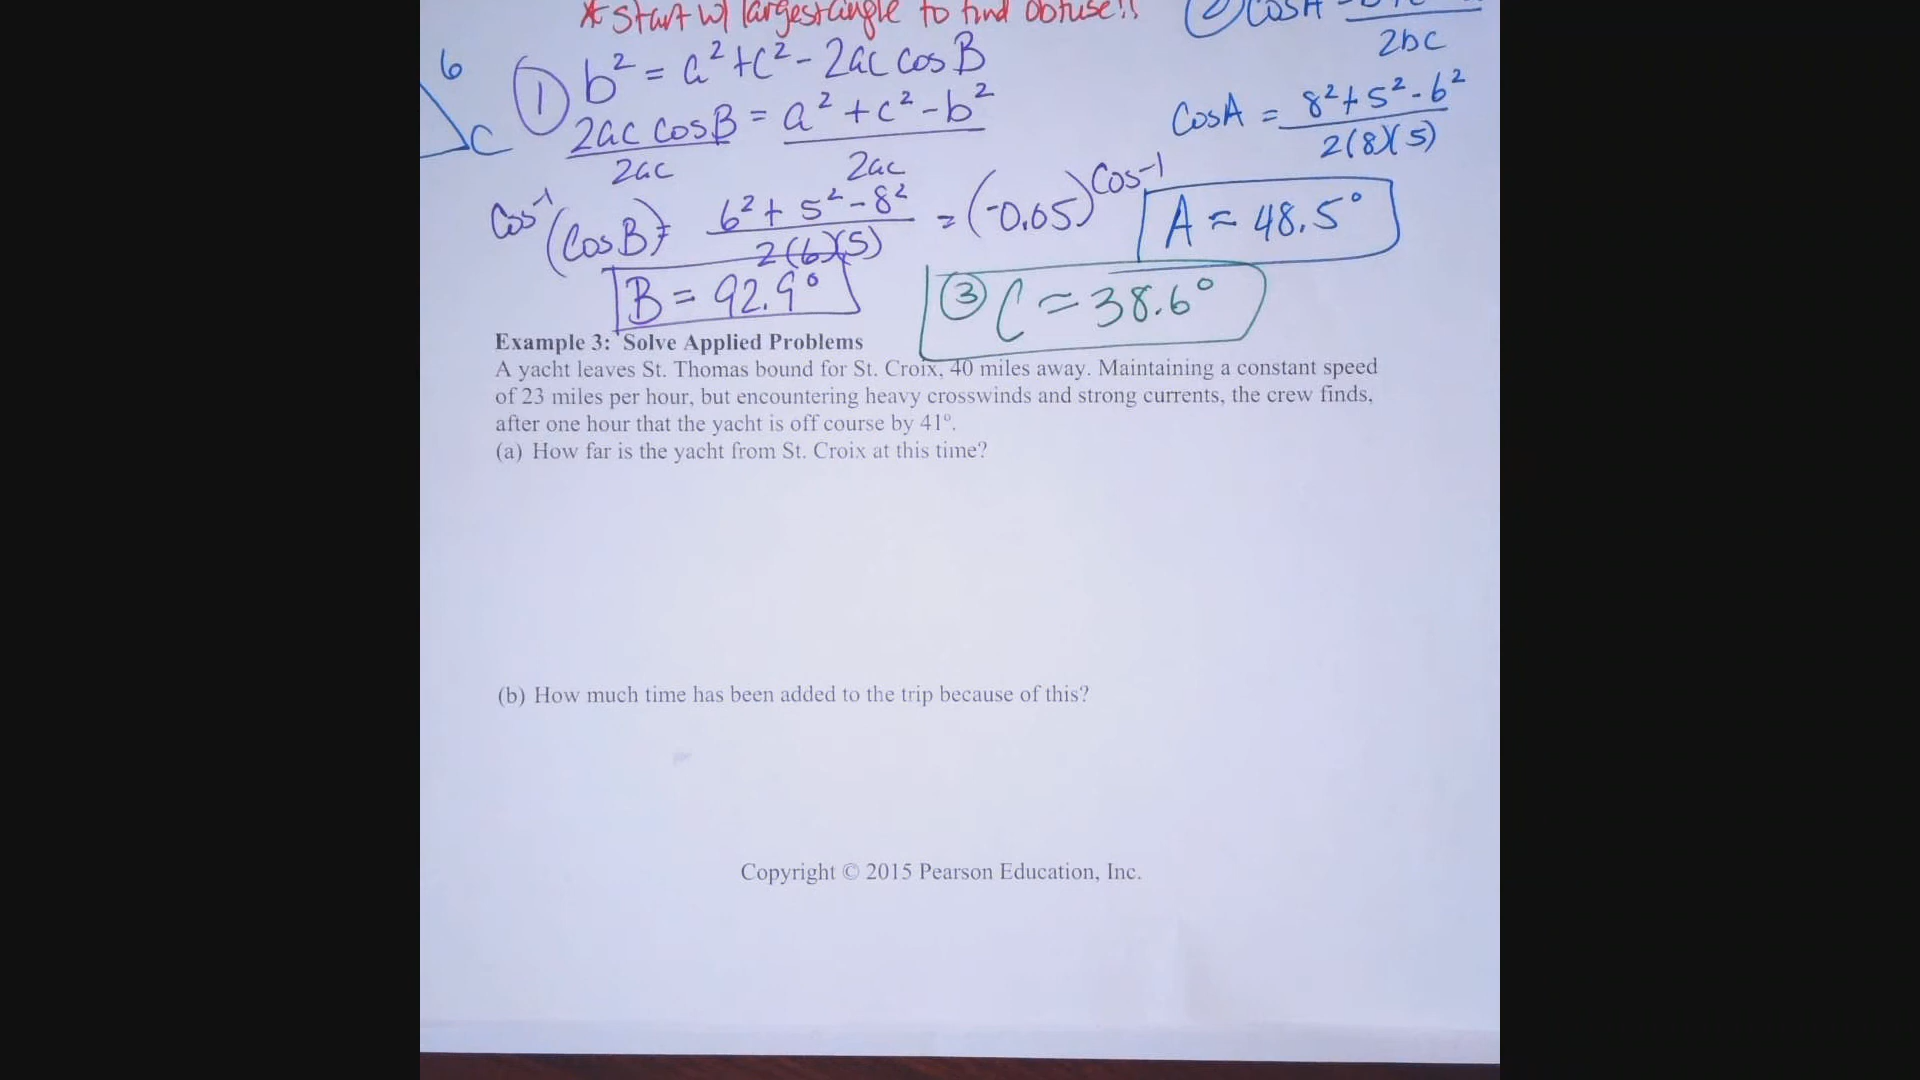 * Start w/ largest angle to find obtuse!!
② cosA
2bc
6
C
① b² = a² + c² - 2ac cos B
2ac cosB = a² + c² - b²
2ac 2ac
cos⁻¹(cosB) = 6² + 5² - 8² = (-0.05) cos⁻¹
2(6)(5)
B = 92.9°
cosA = 8² + 5² - 6²
2(8)(5)
A ≈ 48.5°
③ C ≈ 38.6°
Example 3: Solve Applied Problems
A yacht leaves St. Thomas bound for St. Croix, 40 miles away. Maintaining a constant speed
of 23 miles per hour, but encountering heavy crosswinds and strong currents, the crew finds,
after one hour that the yacht is off course by 41°.
(a) How far is the yacht from St. Croix at this time?
(b) How much time has been added to the trip because of this?
Copyright © 2015 Pearson Education, Inc.